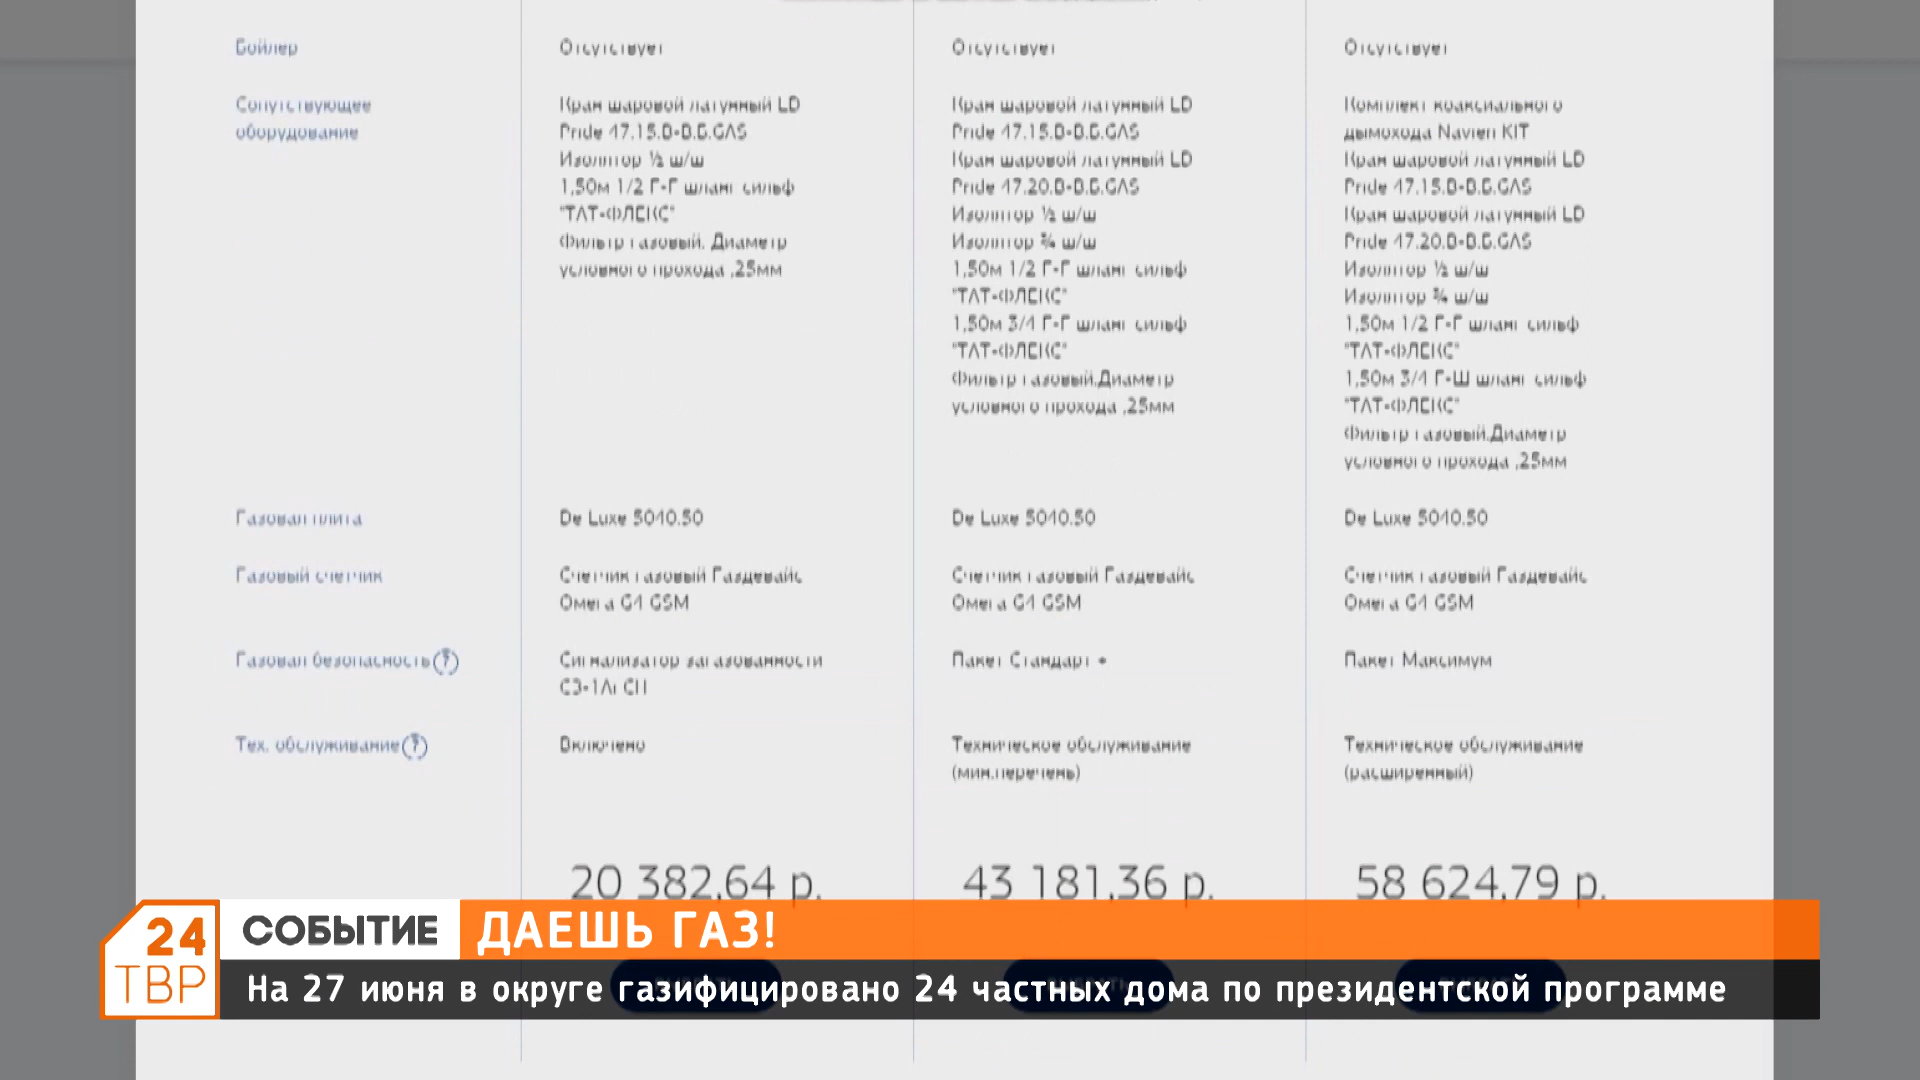 Бойлер
Отсутствует
Отсутствует
Отсутствует
Сопутствующее
оборудование
Кран шаровой латунный LD
Pride 47.15.В-В.Б.GAS
Изолятор ½ ш/ш
1,50м 1/2 Г-Г шланг сильф
"ТАТ-ФЛЕКС"
Фильтр газовый. Диаметр
условного прохода ,25мм
Кран шаровой латунный LD
Pride 47.15.В-В.Б.GAS
Кран шаровой латунный LD
Pride 47.20.В-В.Б.GAS
Изолятор ½ ш/ш
Изолятор ¾ ш/ш
1,50м 1/2 Г-Г шланг сильф
"ТАТ-ФЛЕКС"
1,50м 3/4 Г-Г шланг сильф
"ТАТ-ФЛЕКС"
Фильтр газовый.Диаметр
условного прохода ,25мм
Комплект коаксиального
дымохода Navien KIT
Кран шаровой латунный LD
Pride 47.15.В-В.Б.GAS
Кран шаровой латунный LD
Pride 47.20.В-В.Б.GAS
Изолятор ½ ш/ш
Изолятор ¾ ш/ш
1,50м 1/2 Г-Г шланг сильф
"ТАТ-ФЛЕКС"
1,50м 3/4 Г-Ш шланг сильф
"ТАТ-ФЛЕКС"
Фильтр газовый.Диаметр
условного прохода ,25мм
Газовая плита
De Luxe 5040.50
De Luxe 5040.50
De Luxe 5040.50
Газовый счетчик
Счетчик газовый Газдевайс
Омега G4 GSM
Счетчик газовый Газдевайс
Омега G4 GSM
Счетчик газовый Газдевайс
Омега G4 GSM
Газовая безопасность ?
Сигнализатор загазованности
СЗ-1Аг СН
Пакет Стандарт +
Пакет Максимум
Тех. обслуживание ?
Включено
Техническое обслуживание
(мин.перечень)
Техническое обслуживание
(расширенный)
20 382,64 р.
43 181,36 р.
58 624,79 р.
24
ТВР
СОБЫТИЕ
ДАЕШЬ ГАЗ!
На 27 июня в округе газифицировано 24 частных дома по президентской программе